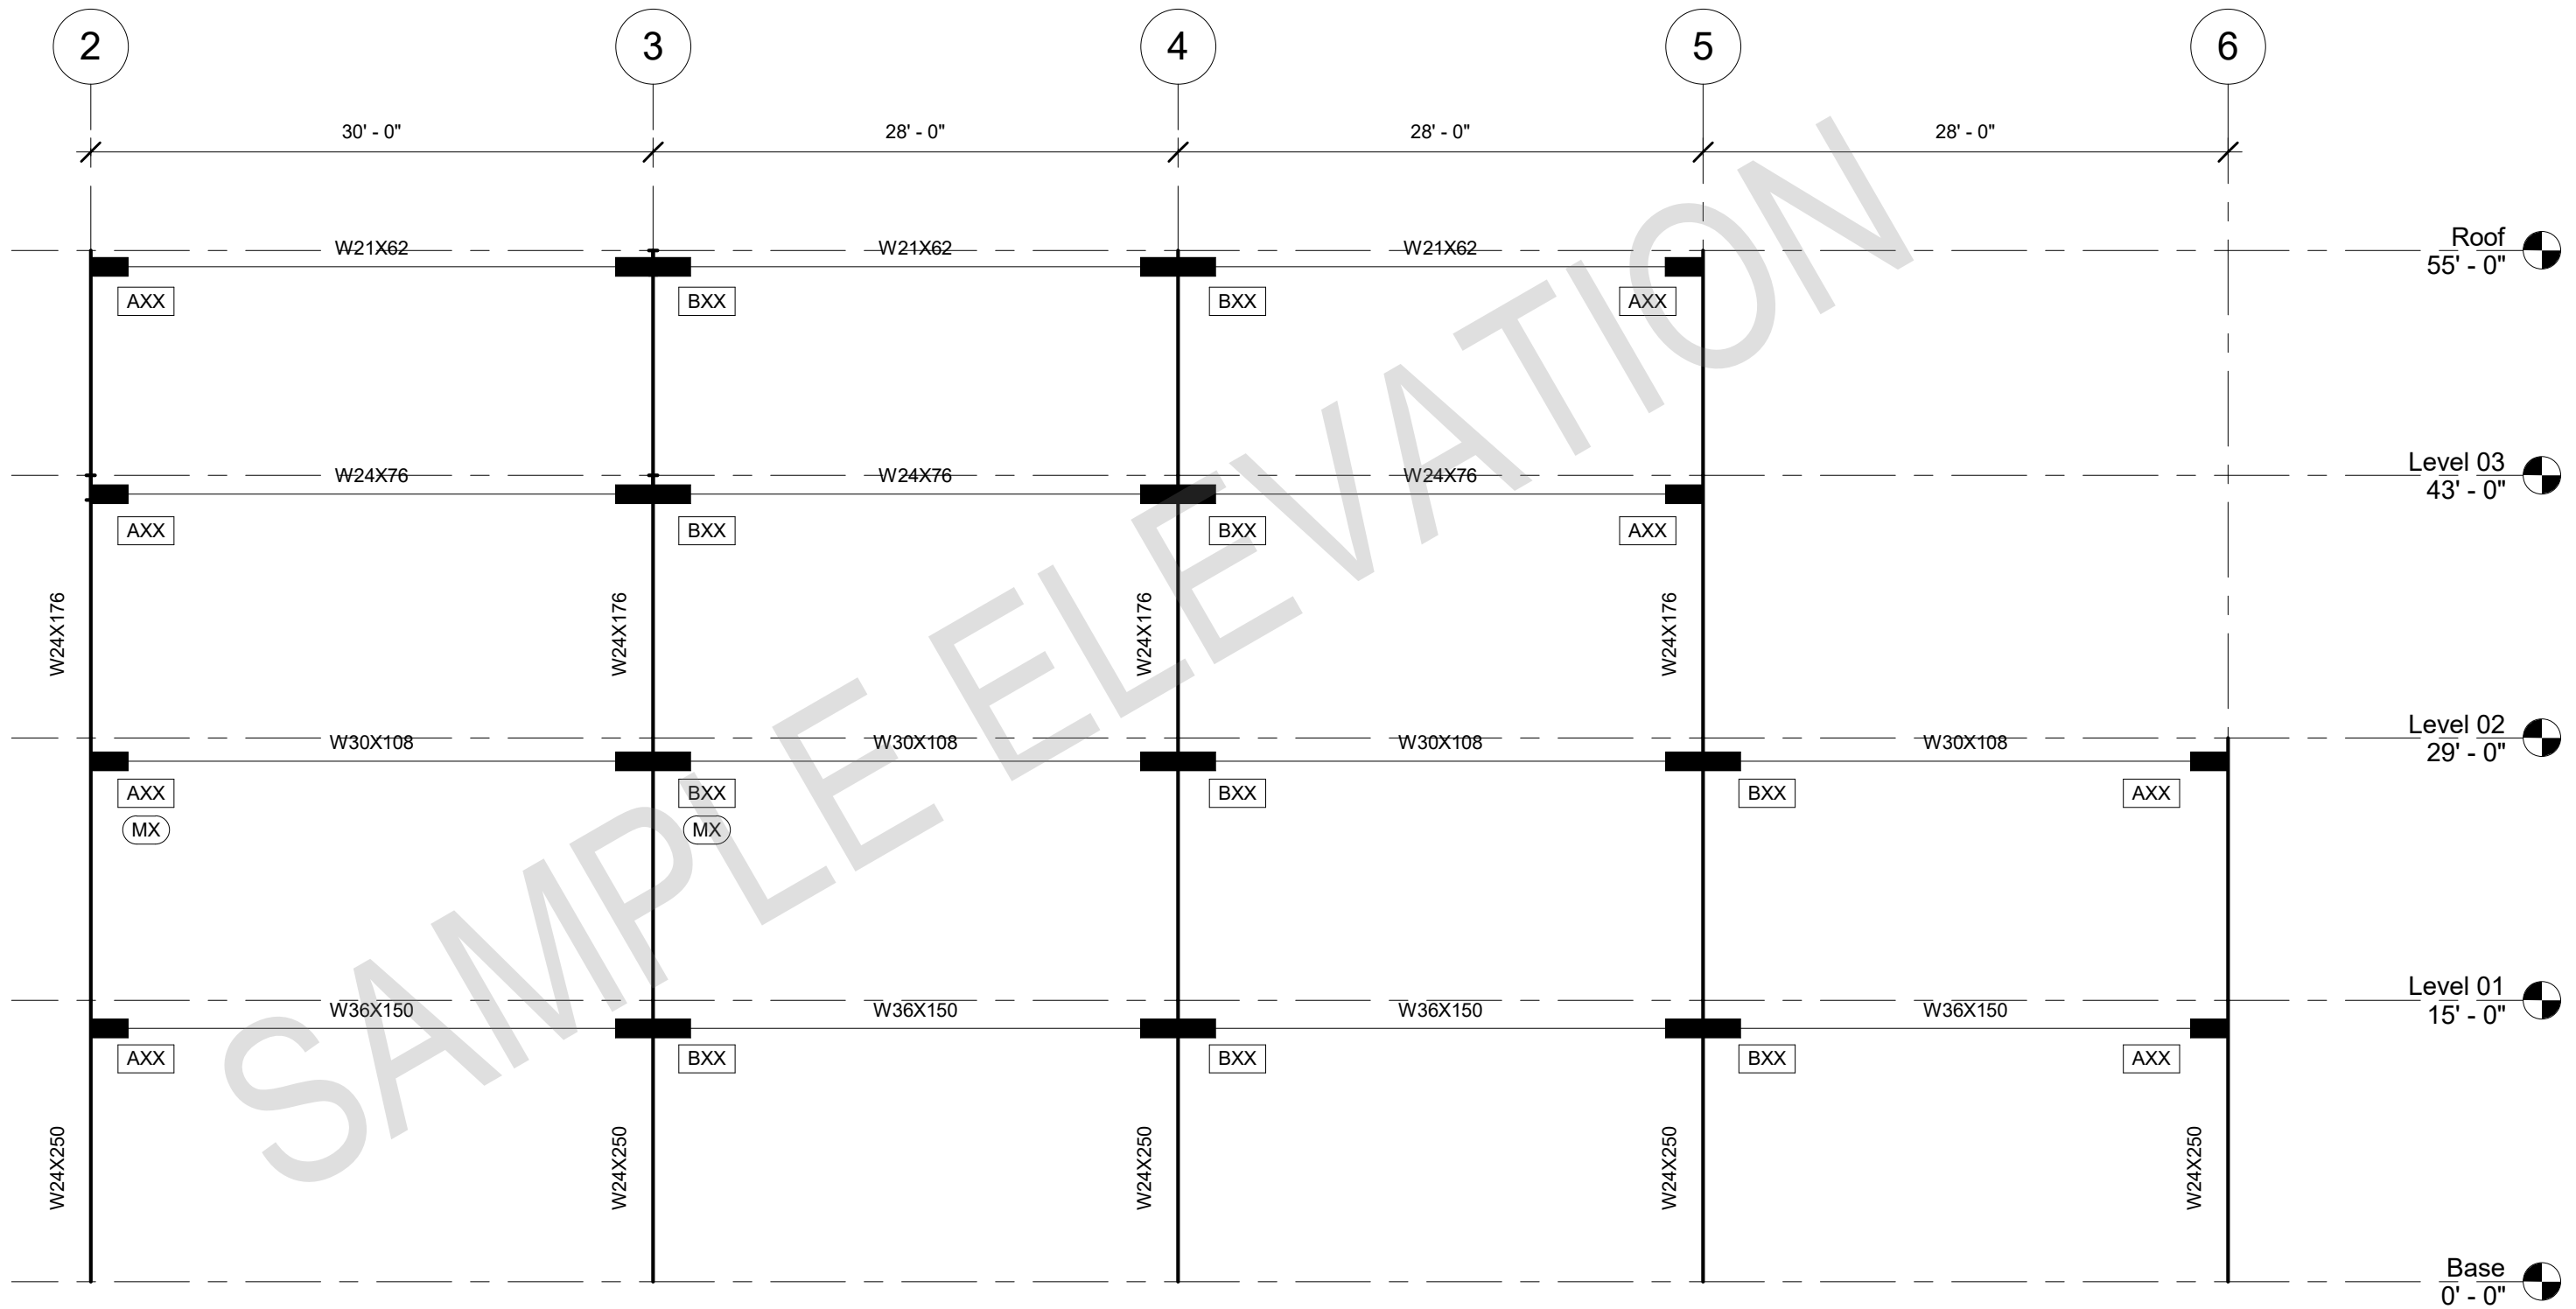 2 3 4 5 6
30' - 0" 28' - 0" 28' - 0" 28' - 0"
W21X62 W21X62 W21X62 Roof
55' - 0"
AXX BXX BXX AXX
W24X76 W24X76 W24X76 Level 03
43' - 0"
AXX BXX BXX AXX
W24X176 W24X176 W24X176 W24X176
W30X108 W30X108 W30X108 W30X108 Level 02
29' - 0"
AXX BXX BXX BXX AXX
MX MX
W36X150 W36X150 W36X150 W36X150 Level 01
15' - 0"
AXX BXX BXX BXX AXX
W24X250 W24X250 W24X250 W24X250 W24X250
Base
0' - 0"
SAMPLE ELEVATION